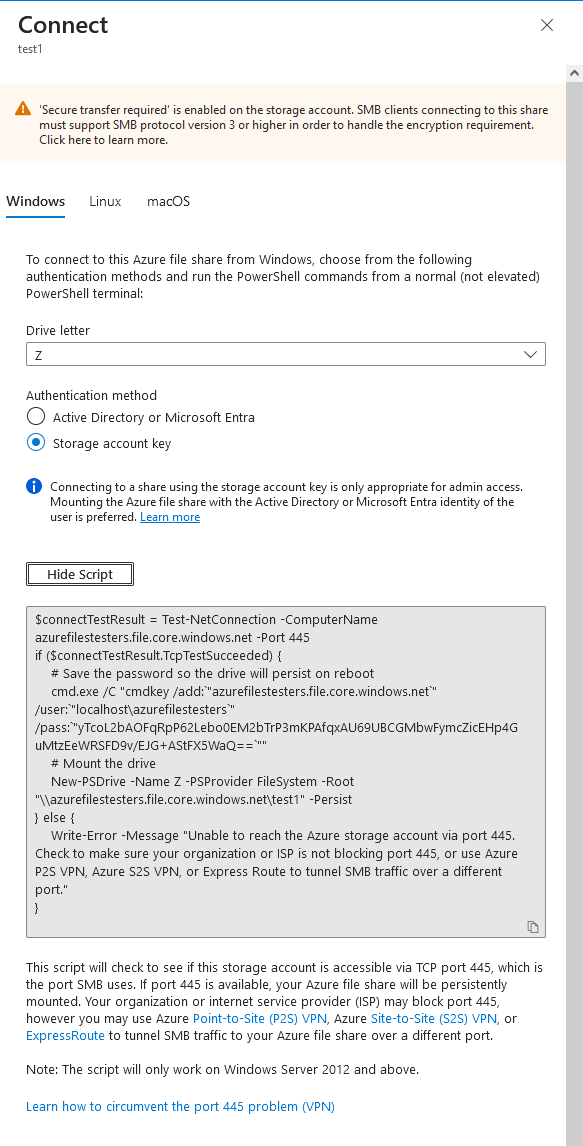 Connect
test1
'Secure transfer required' is enabled on the storage account. SMB clients connecting to this share
must support SMB protocol version 3 or higher in order to handle the encryption requirement.
Click here to learn more.
Windows Linux macOS
To connect to this Azure file share from Windows, choose from the following
authentication methods and run the PowerShell commands from a normal (not elevated)
PowerShell terminal:
Drive letter
Z
Authentication method
Active Directory or Microsoft Entra
Storage account key
Connecting to a share using the storage account key is only appropriate for admin access.
Mounting the Azure file share with the Active Directory or Microsoft Entra identity of the
user is preferred. Learn more
Hide Script
$connectTestResult = Test-NetConnection -ComputerName
azurefilestesters.file.core.windows.net -Port 445
if ($connectTestResult.TcpTestSucceeded) {
# Save the password so the drive will persist on reboot
cmd.exe /C "cmdkey /add:`"azurefilestesters.file.core.windows.net`"
/user:`"localhost\azurefilestesters`"
/pass:`"yTcoL2bAOFqRpP62Lebo0EM2bTrP3mKPAfqxAU69UBCGMbwFymcZicEHp4G
uMtzEeWRSFD9v/EJG+AStFX5WaQ==`""
# Mount the drive
New-PSDrive -Name Z -PSProvider FileSystem -Root
"\\azurefilestesters.file.core.windows.net\test1" -Persist
} else {
Write-Error -Message "Unable to reach the Azure storage account via port 445.
Check to make sure your organization or ISP is not blocking port 445, or use Azure
P2S VPN, Azure S2S VPN, or Express Route to tunnel SMB traffic over a different
port."
}
This script will check to see if this storage account is accessible via TCP port 445, which is
the port SMB uses. If port 445 is available, your Azure file share will be persistently
mounted. Your organization or internet service provider (ISP) may block port 445,
however you may use Azure Point-to-Site (P2S) VPN, Azure Site-to-Site (S2S) VPN, or
ExpressRoute to tunnel SMB traffic to your Azure file share over a different port.
Note: The script will only work on Windows Server 2012 and above.
Learn how to circumvent the port 445 problem (VPN)